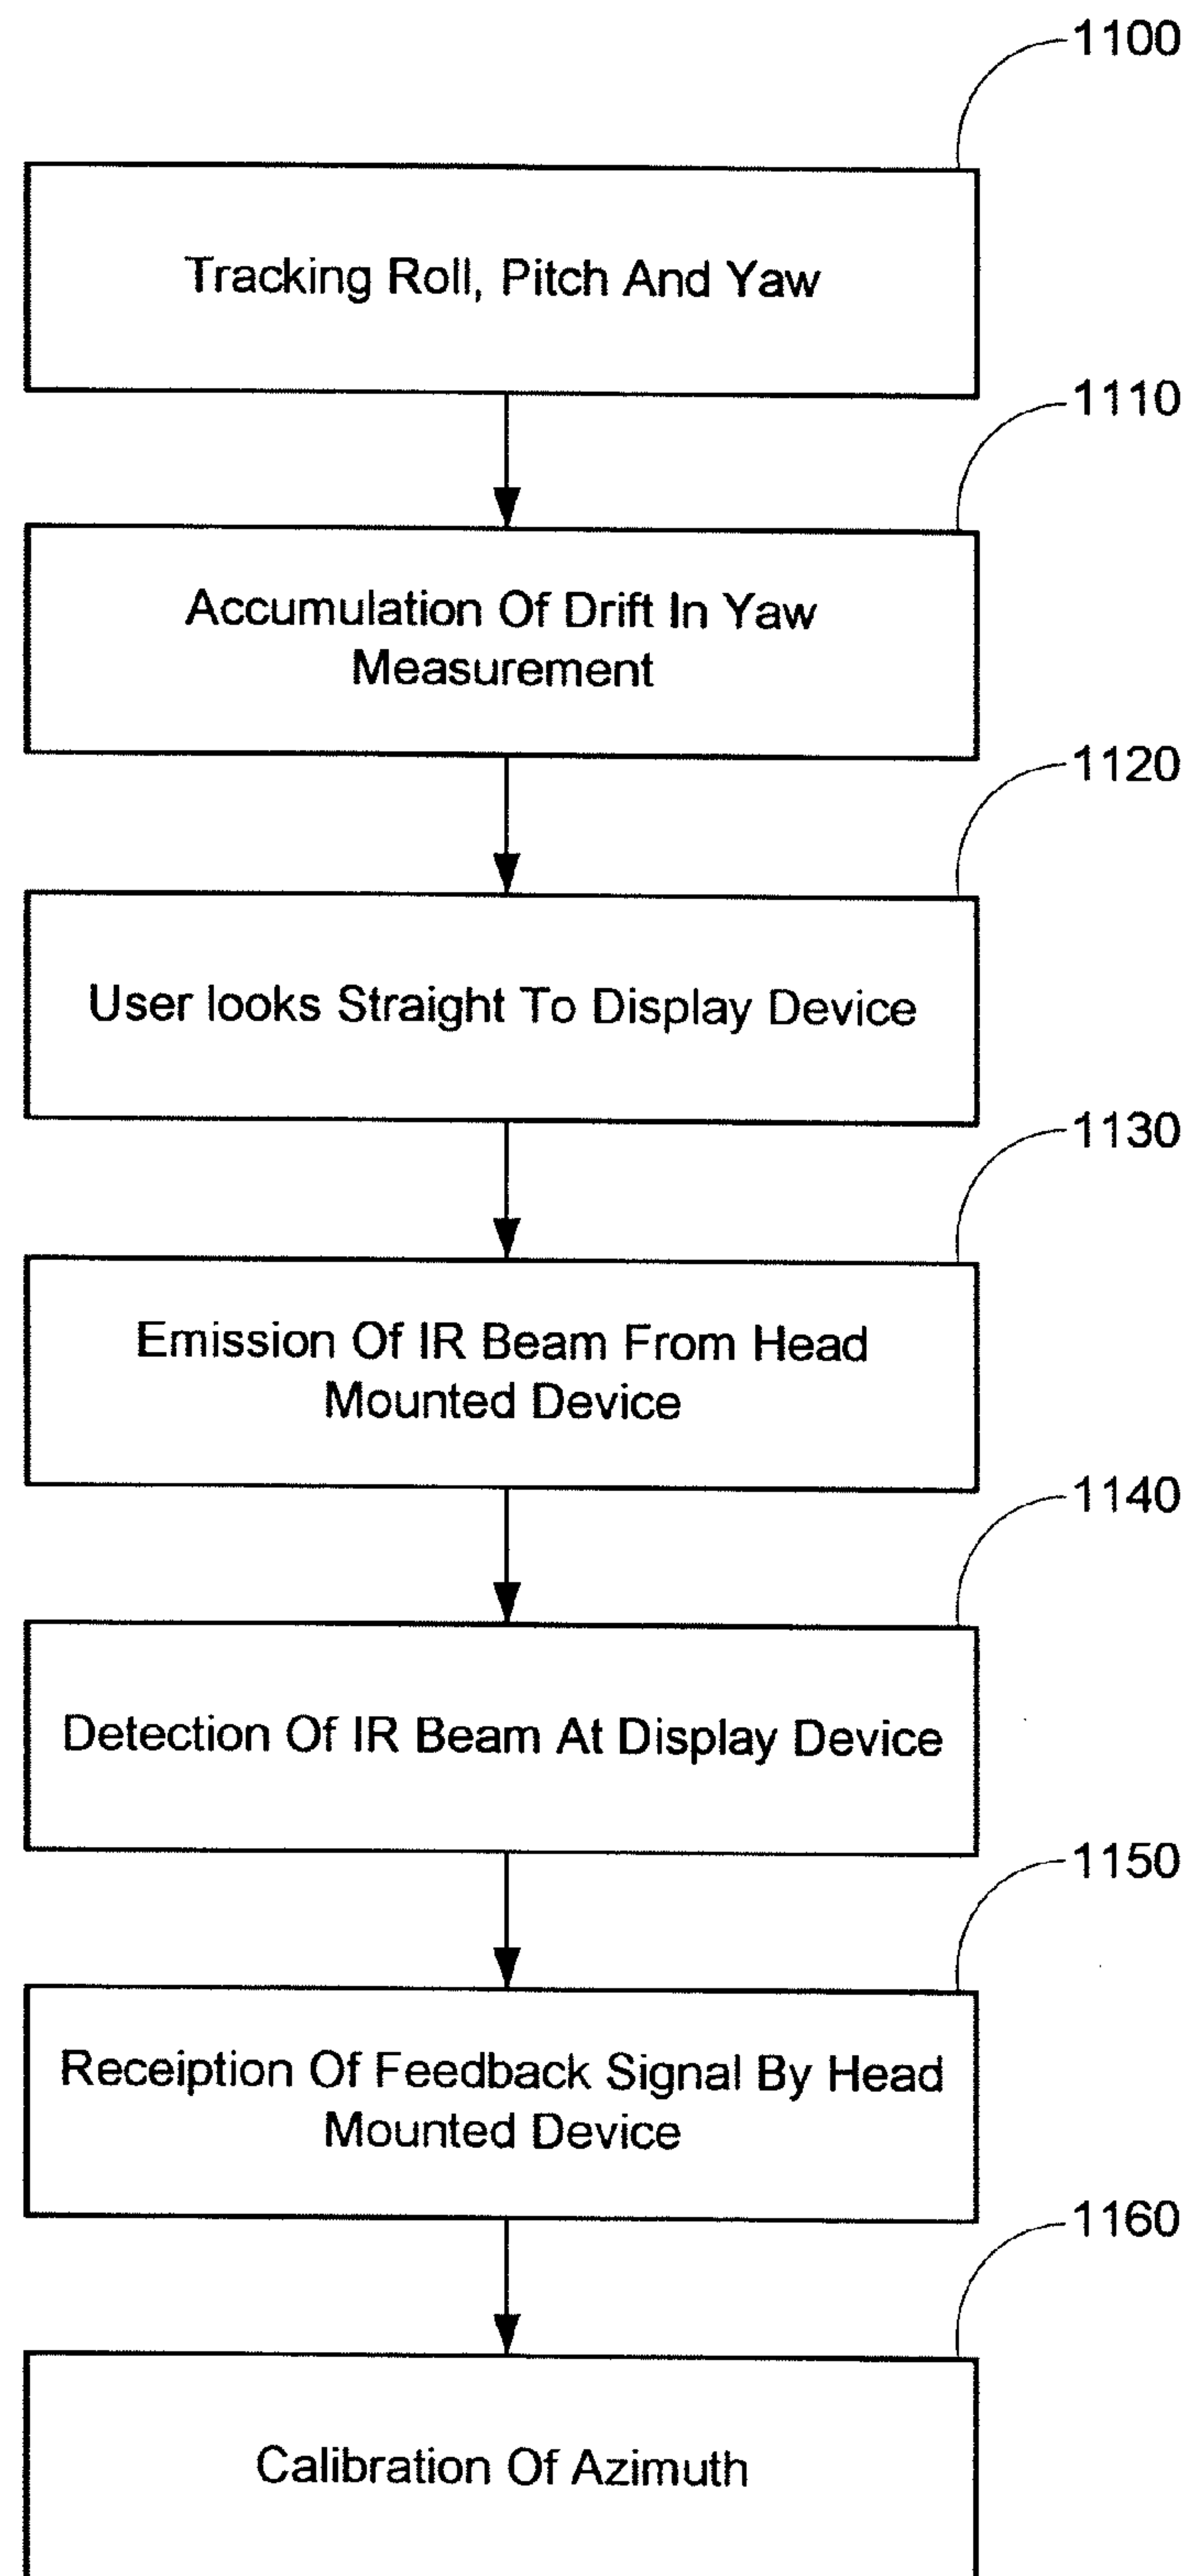 1100
Tracking Roll, Pitch And Yaw
1110
Accumulation Of Drift In Yaw
Measurement
1120
User looks Straight To Display Device
1130
Emission Of IR Beam From Head
Mounted Device
1140
Detection Of IR Beam At Display Device
1150
Receiption Of Feedback Signal By Head
Mounted Device
1160
Calibration Of Azimuth